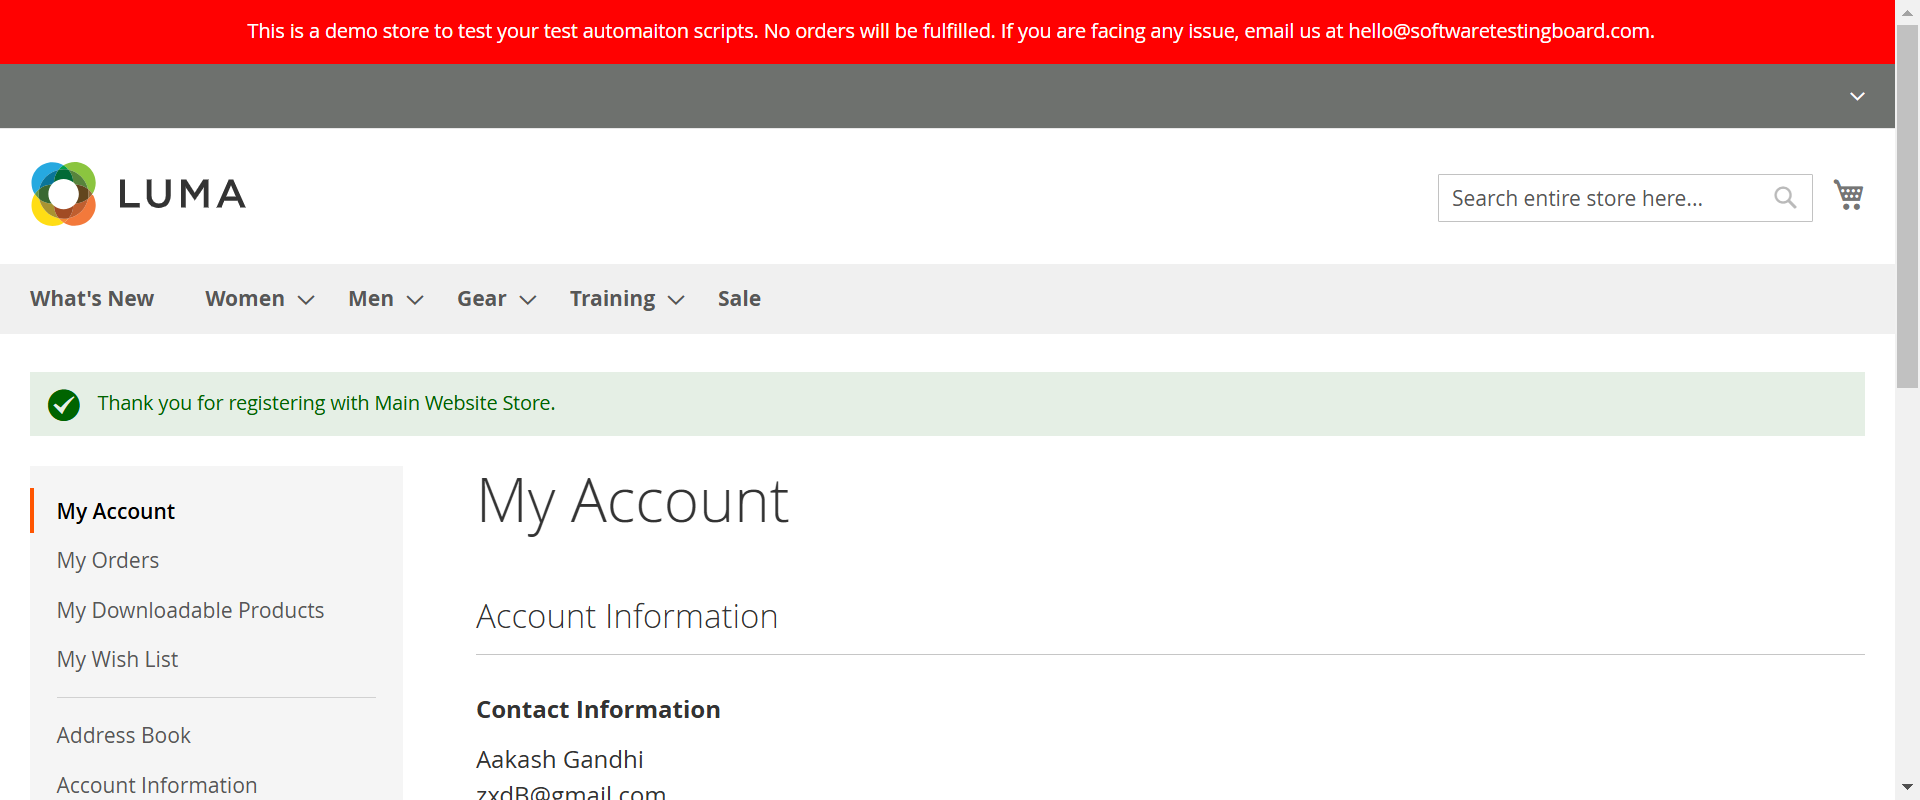 This is a demo store to test your test automaiton scripts. No orders will be fulfilled. If you are facing any issue, email us at hello@softwaretestingboard.com.
LUMA
Search entire store here...
What's New Women Men Gear Training Sale
Thank you for registering with Main Website Store.
My Account
My Orders
My Downloadable Products
My Wish List
Address Book
Account Information
My Account
Account Information
Contact Information
Aakash Gandhi
zxdB@gmail.com